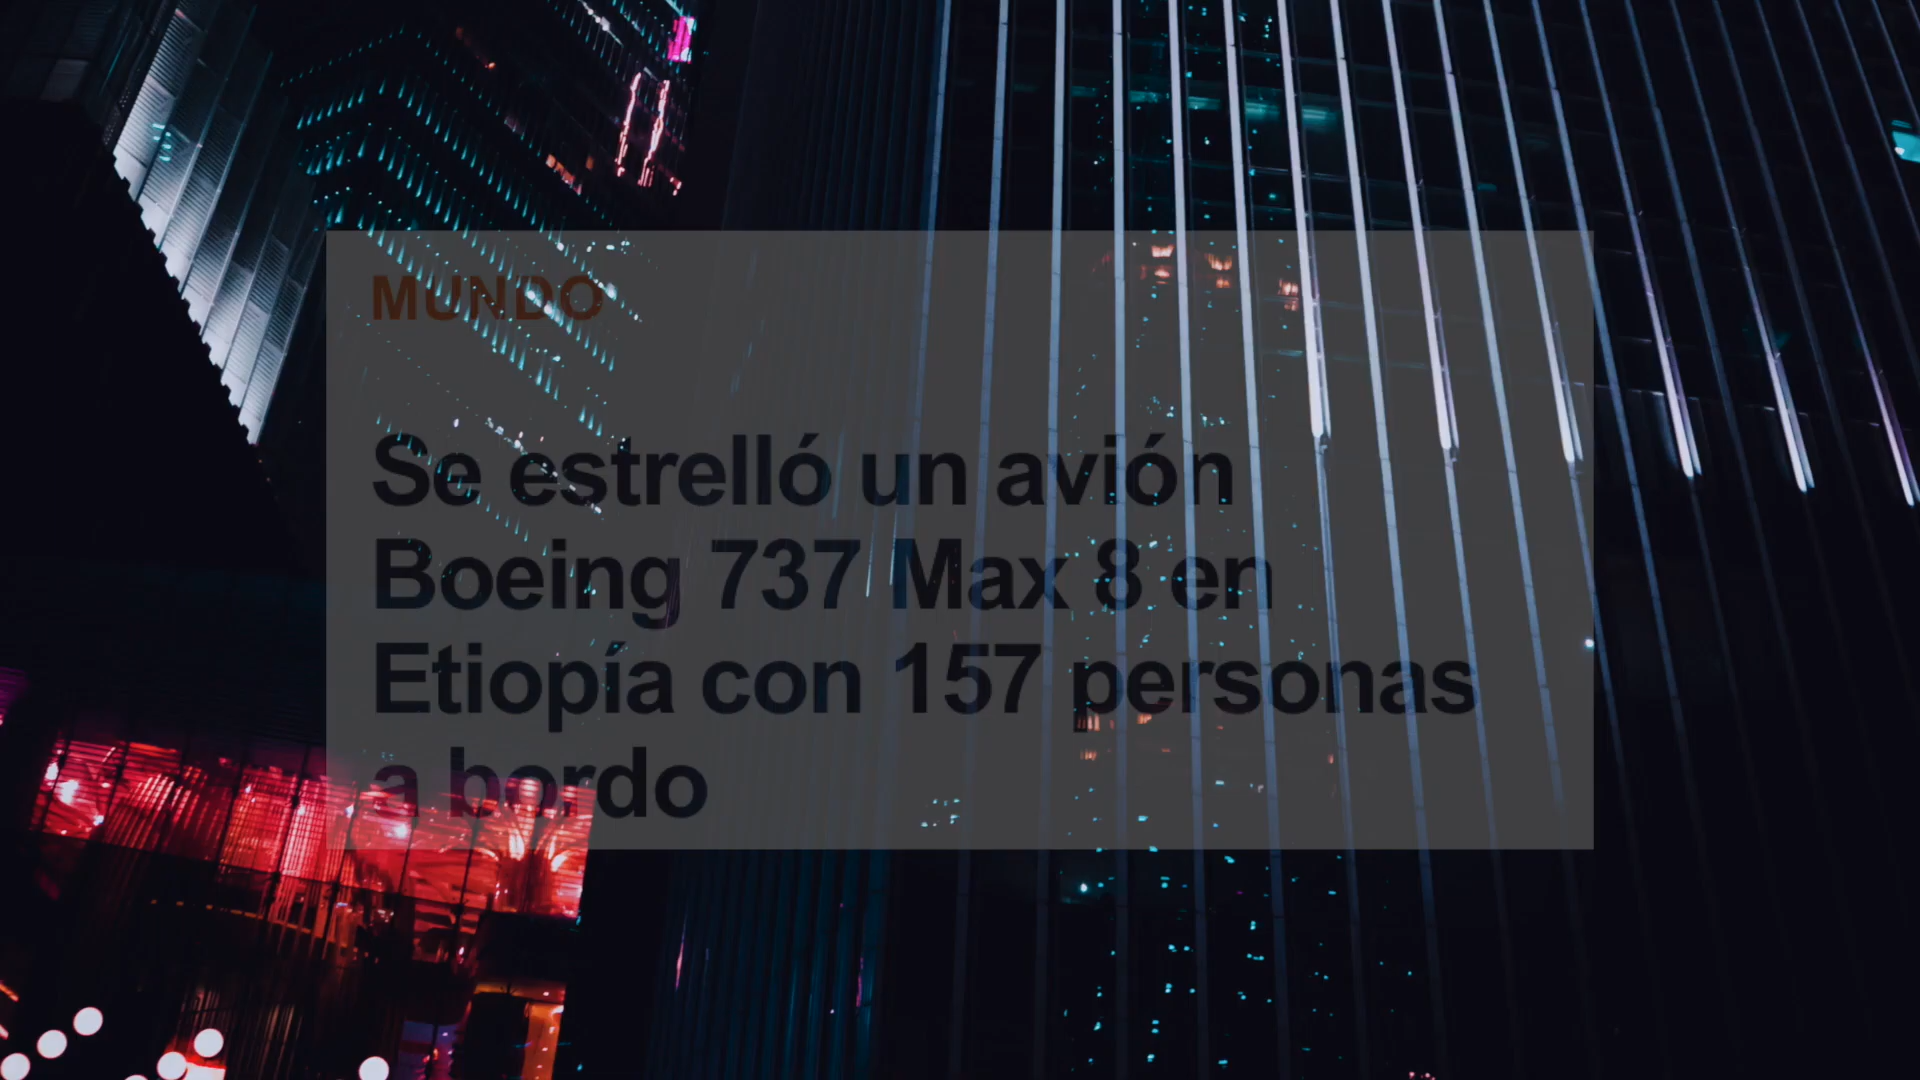 MUNDO
Se estrelló un avión
Boeing 737 Max 8 en
Etiopía con 157 personas
a bordo